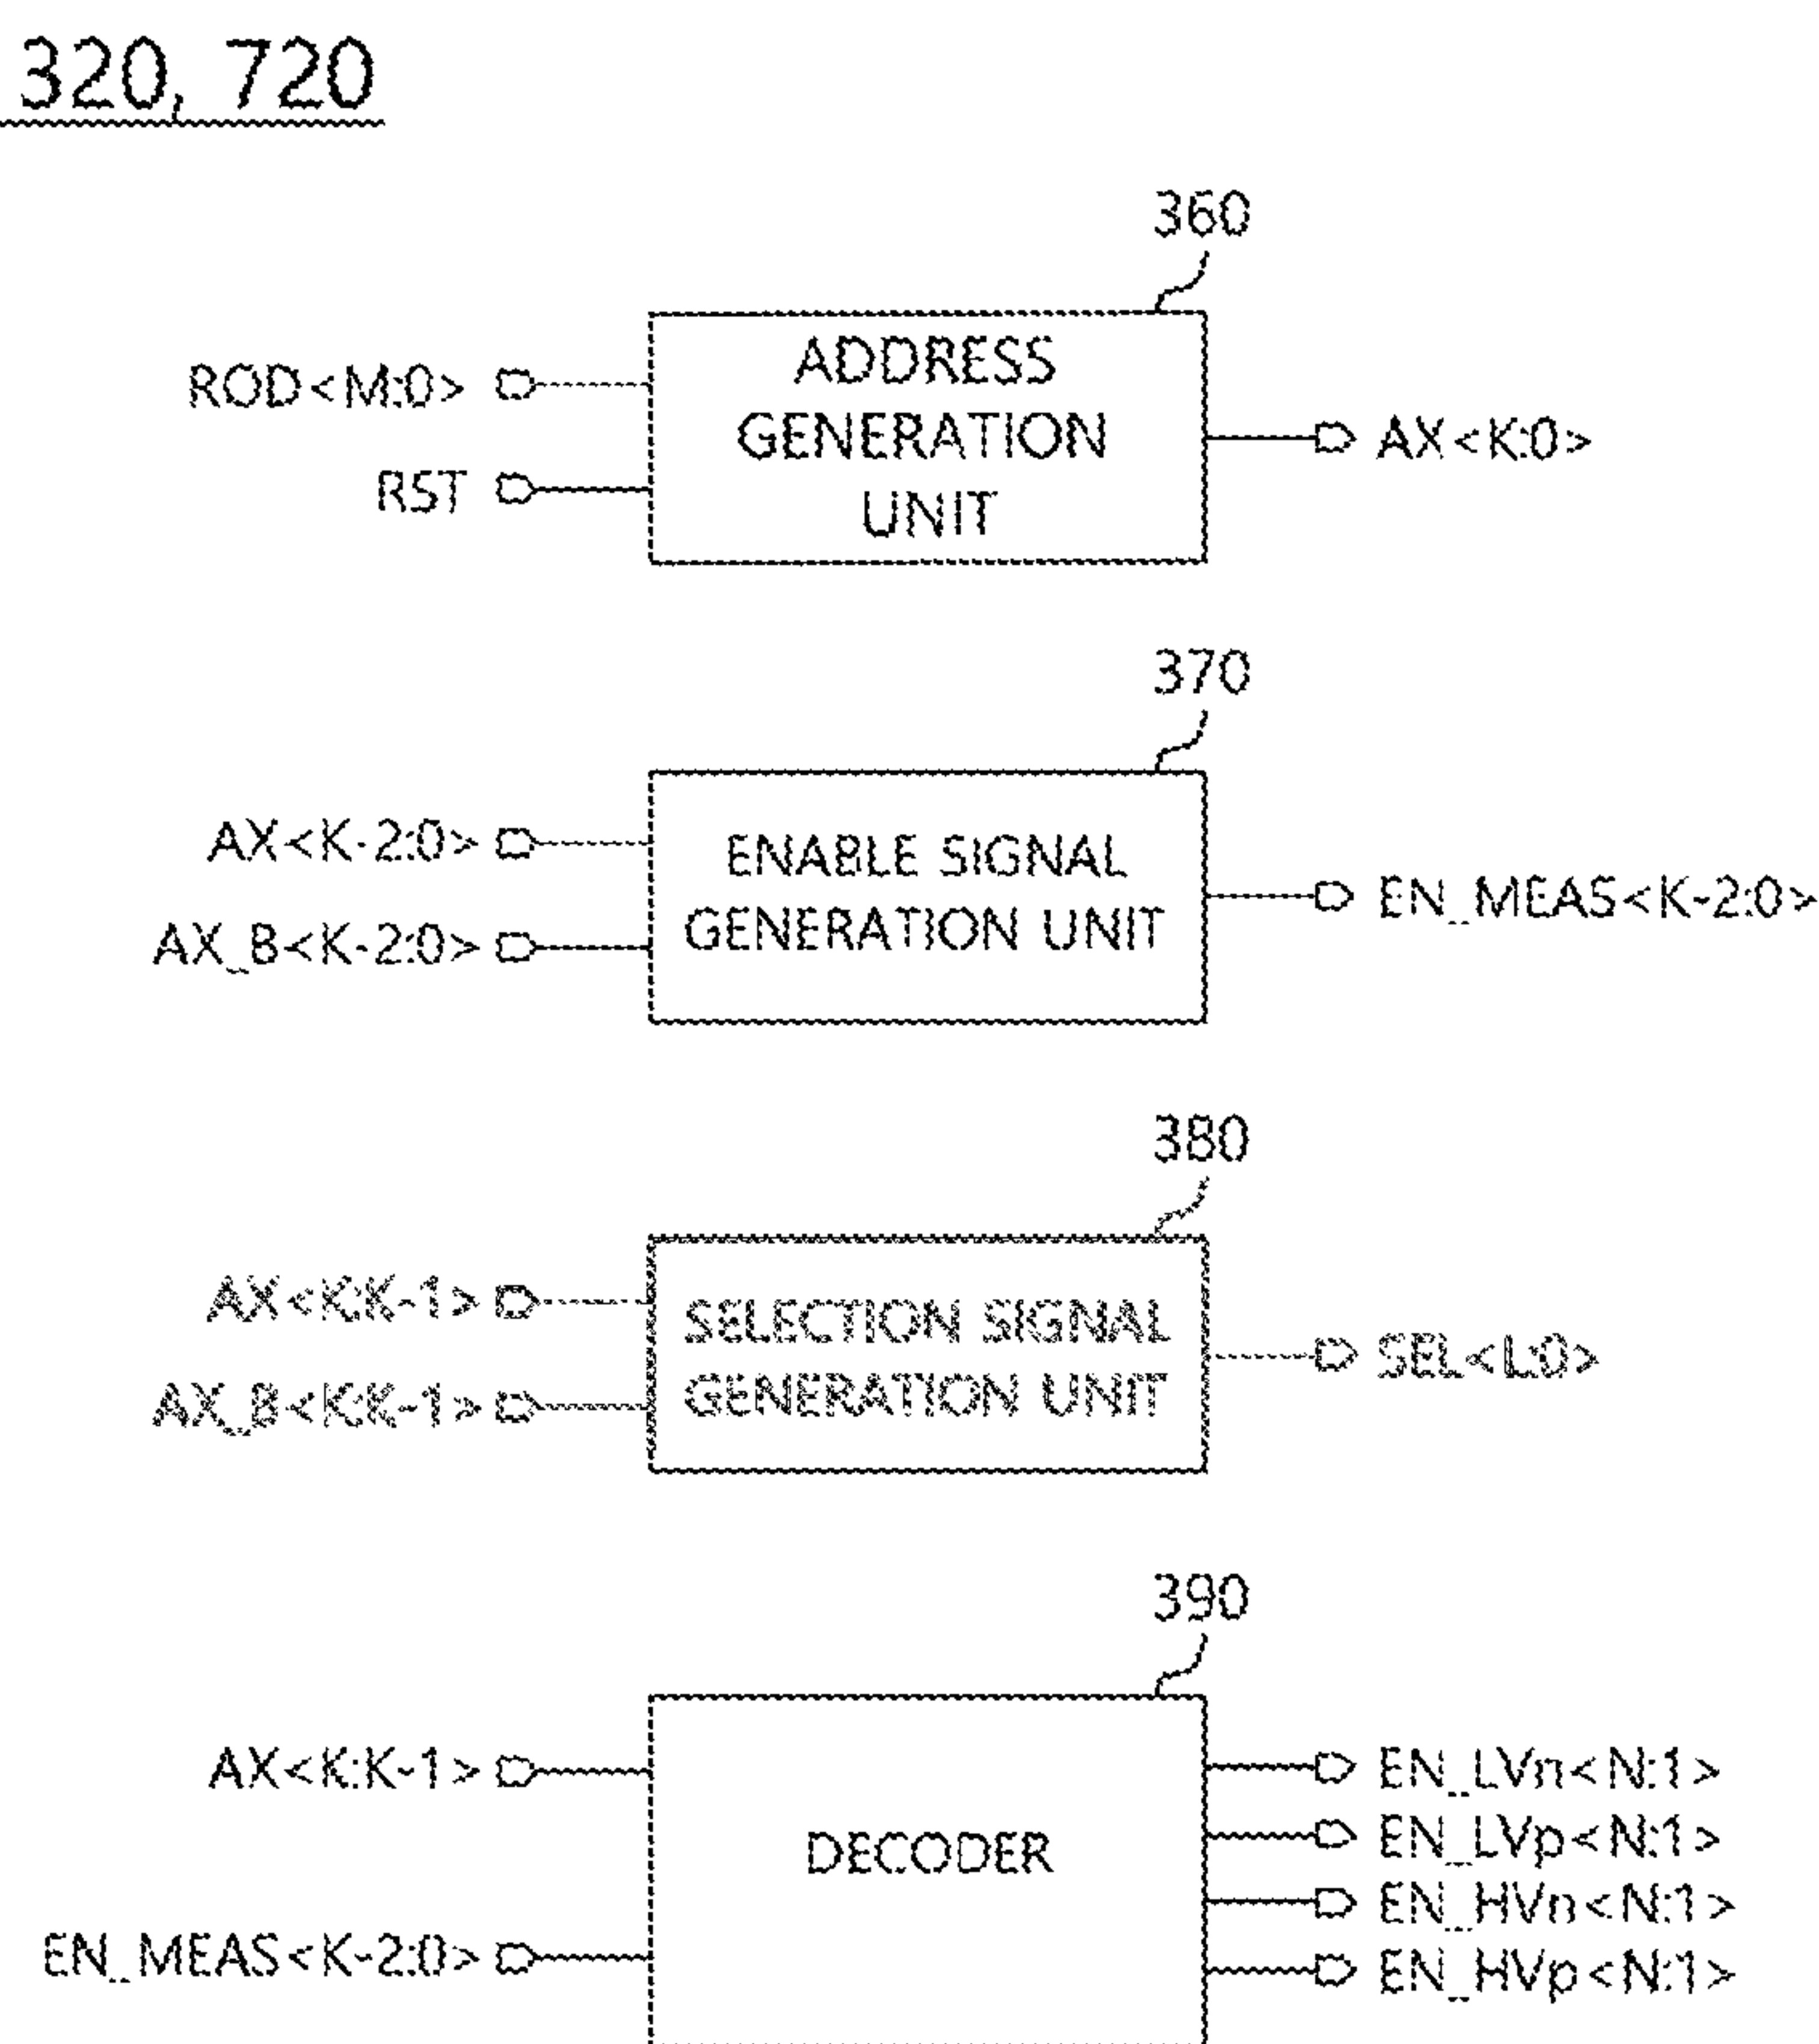 320, 720
360
ROD<M:0>
RST
ADDRESS
GENERATION
UNIT
AX<K:0>
370
AX<K-2:0>
AX_B<K-2:0>
ENABLE SIGNAL
GENERATION UNIT
EN_MEAS<K-2:0>
380
AX<K:K-1>
AX_B<K:K-1>
SELECTION SIGNAL
GENERATION UNIT
SEL<L:0>
390
AX<K:K-1>
EN_MEAS<K-2:0>
DECODER
EN_LVn<N:1>
EN_LVp<N:1>
EN_HVn<N:1>
EN_HVp<N:1>